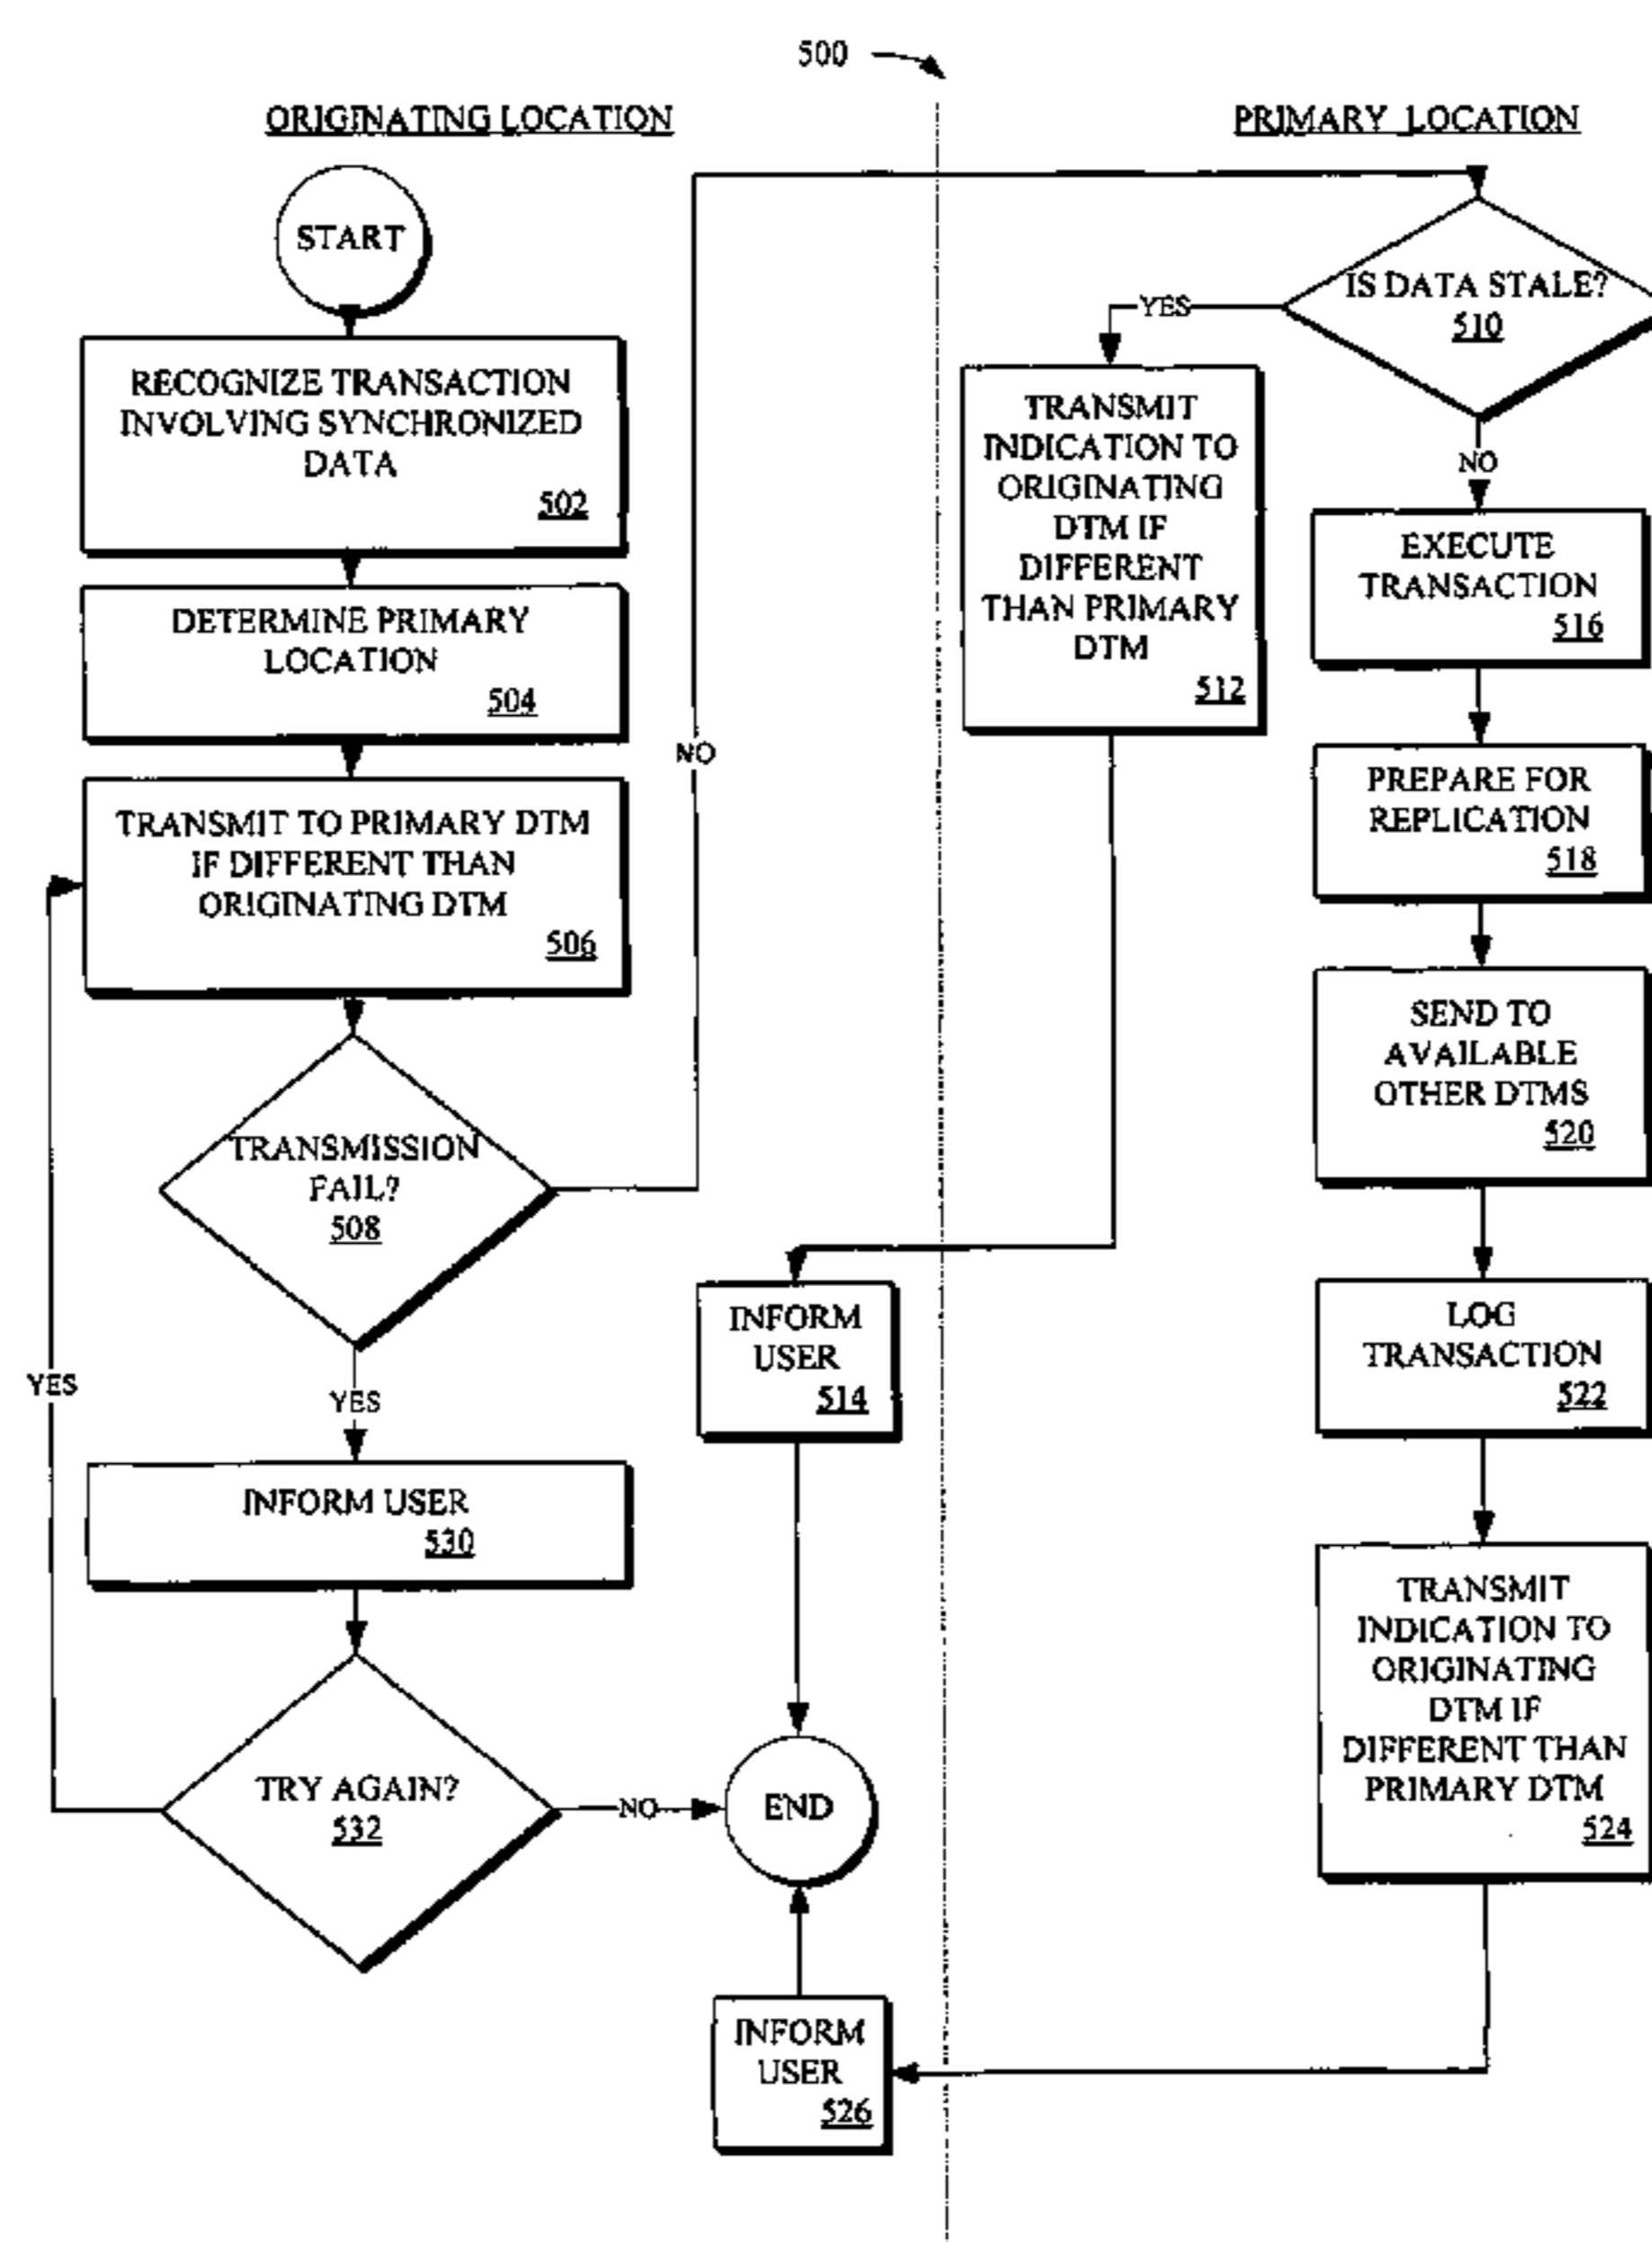 500
ORIGINATING LOCATION
PRIMARY LOCATION
START
RECOGNIZE TRANSACTION
INVOLVING SYNCHRONIZED
DATA
502
DETERMINE PRIMARY
LOCATION
504
TRANSMIT TO PRIMARY DTM
IF DIFFERENT THAN
ORIGINATING DTM
506
TRANSMISSION
FAIL?
508
NO
YES
INFORM USER
530
TRY AGAIN?
532
YES
NO
END
IS DATA STALE?
510
YES
TRANSMIT
INDICATION TO
ORIGINATING
DTM IF
DIFFERENT
THAN PRIMARY
DTM
512
INFORM
USER
514
NO
EXECUTE
TRANSACTION
516
PREPARE FOR
REPLICATION
518
SEND TO
AVAILABLE
OTHER DTMS
520
LOG
TRANSACTION
522
TRANSMIT
INDICATION TO
ORIGINATING
DTM IF
DIFFERENT THAN
PRIMARY DTM
524
INFORM
USER
526